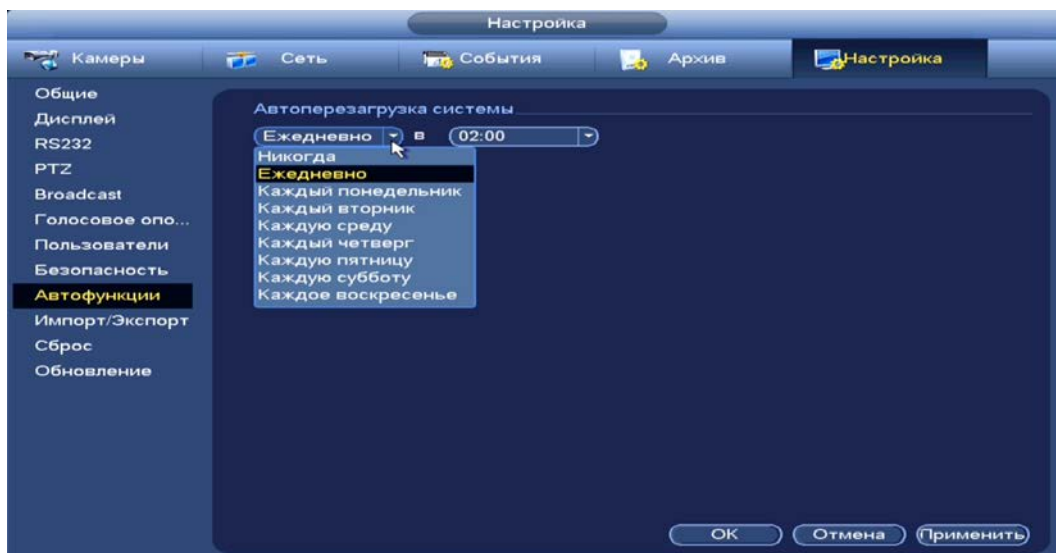 Настройка
Камеры Сеть События Архив Настройка
Общие
Дисплей
RS232
PTZ
Broadcast
Голосовое опо...
Пользователи
Безопасность
Автофункции
Импорт/Экспорт
Сброс
Обновление
Автоперезагрузка системы
Ежедневно в 02:00
Никогда
Ежедневно
Каждый понедельник
Каждый вторник
Каждую среду
Каждый четверг
Каждую пятницу
Каждую субботу
Каждое воскресенье
ОК Отмена Применить